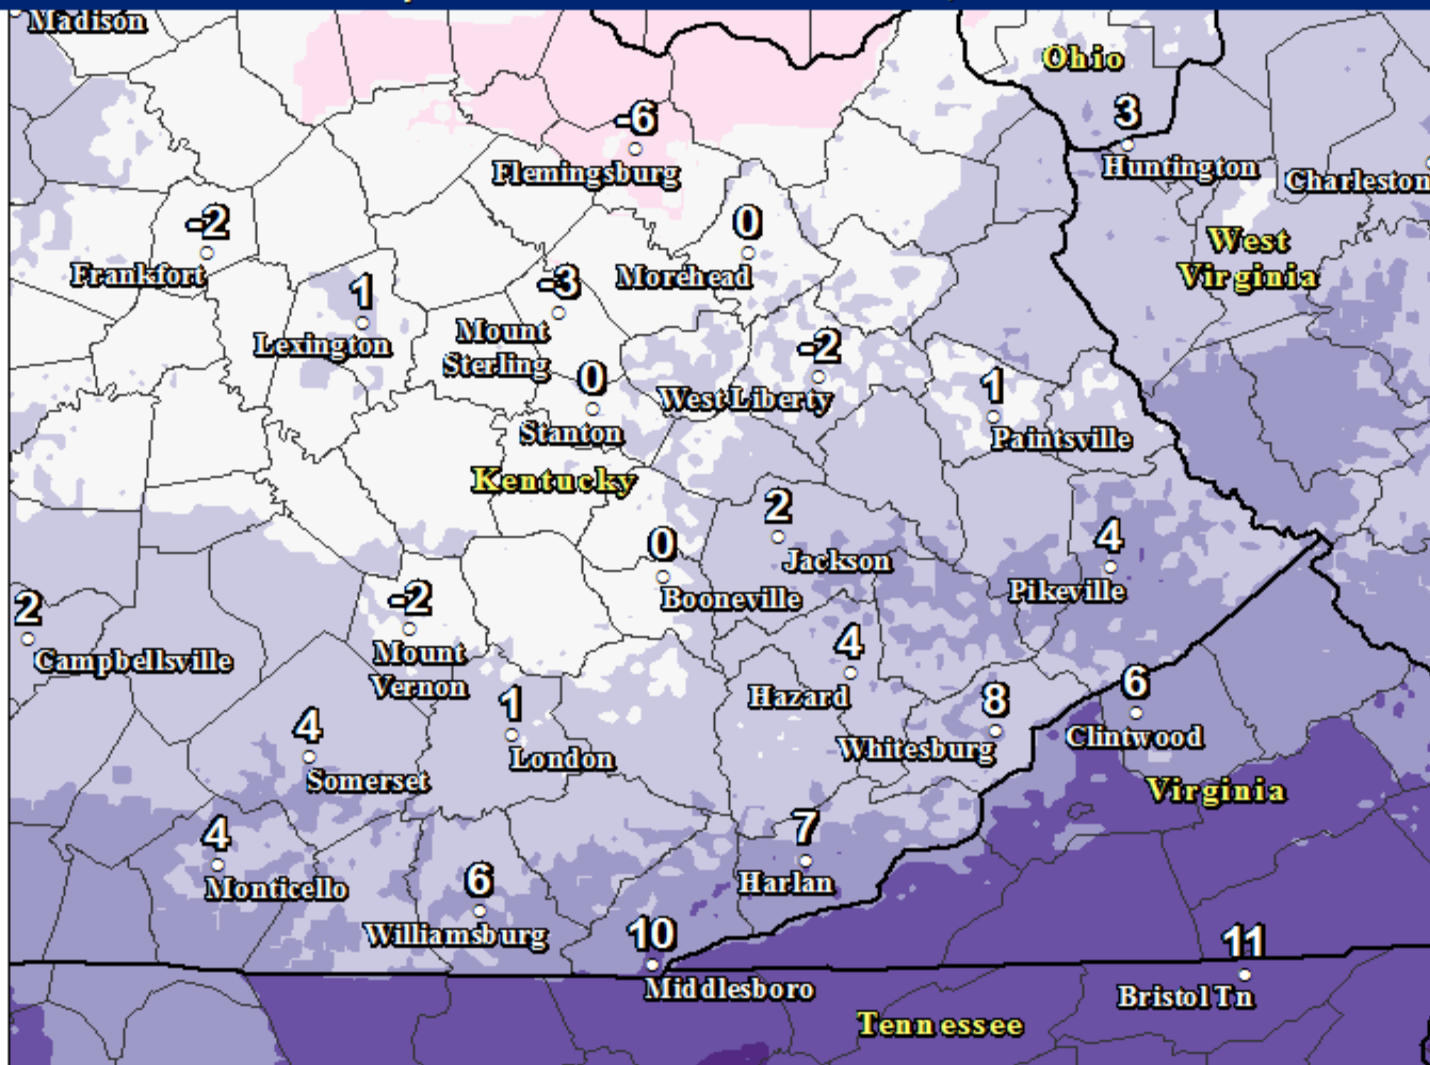 Madison
Ohio
-6
3
Flemingsburg
Huntington
Charleston
-2
0
West
Virginia
Frankfort
Morehead
1
-3
Lexington
Mount
Sterling
-2
0
West Liberty
1
Stanton
Paintsville
Kentucky
2
4
0
Jackson
Booneville
Pikeville
2
-2
Campbellsville
Mount
Vernon
4
Hazard
6
1
8
4
London
Whitesburg
Clintwood
Somerset
Virginia
4
7
Monticello
Harlan
6
Williamsburg
10
11
Middlesboro
Bristol Tn
Tennessee